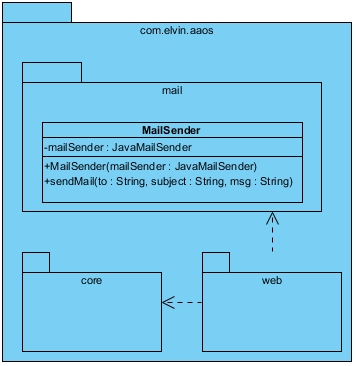 com.elvin.aaos
mail
MailSender
-mailSender : JavaMailSender
+MailSender(mailSender : JavaMailSender)
+sendMail(to : String, subject : String, msg : String)
core
web